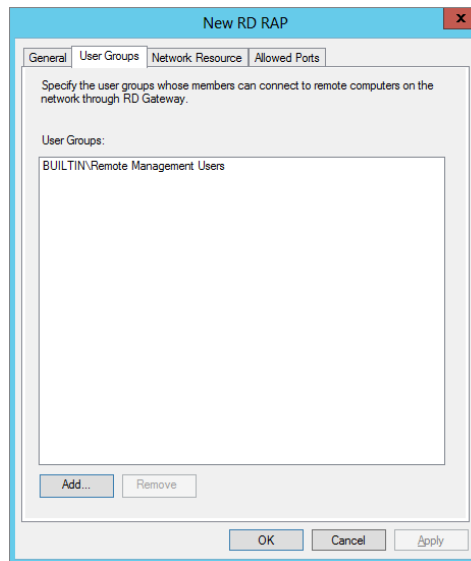 New RD RAP
x
General User Groups Network Resource Allowed Ports
Specify the user groups whose members can connect to remote computers on the
network through RD Gateway.
User Groups:
BUILTIN\Remote Management Users
Add... Remove
OK Cancel Apply